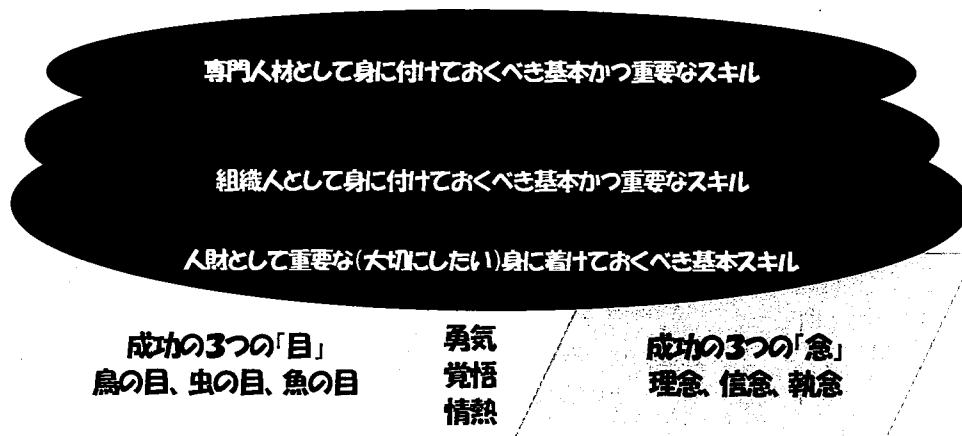 専門人材として身に付けておくべき基本かつ重要なスキル
組織人として身に付けておくべき基本かつ重要なスキル
人財として重要な(大切にしたい)身に着けておくべき基本スキル
成功の3つの「目」
鳥の目、虫の目、魚の目
勇気
覚悟
情熱
成功の3つの「念」
理念、信念、執念